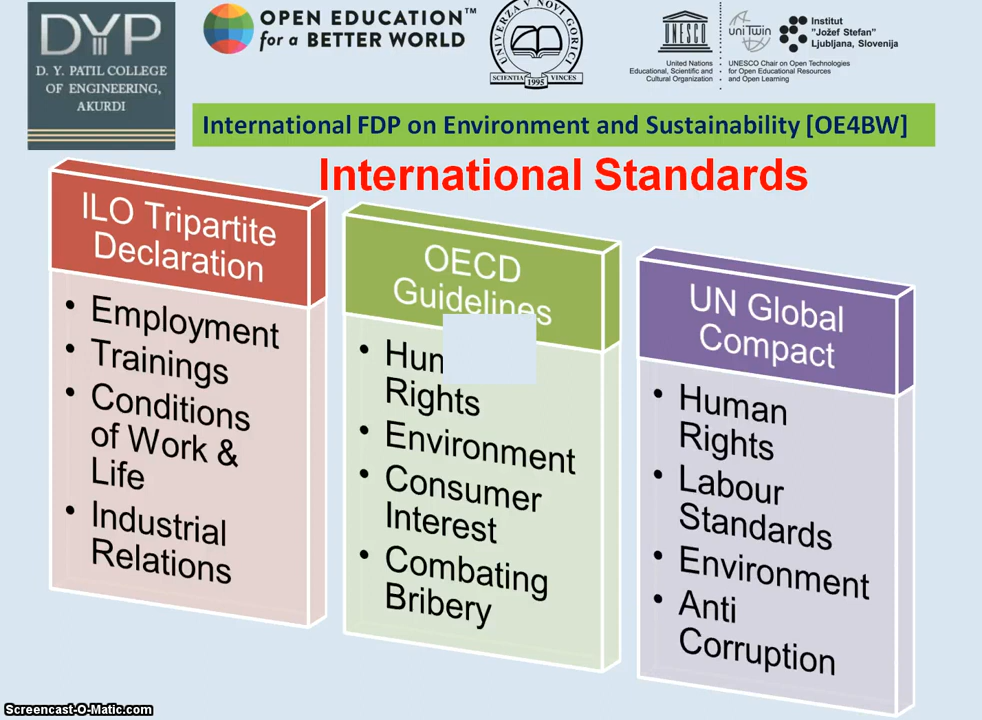 DYP
D. Y. PATIL COLLEGE
OF ENGINEERING,
AKURDI
OPEN EDUCATION™
for a BETTER WORLD
UNIVERZA V NOVI GORICI
SCIENTIA VINCES
1995
UNESCO
United Nations
Educational, Scientific and
Cultural Organization
uniTwin
Institut
"Jožef Stefan"
Ljubljana, Slovenija
UNESCO Chair on Open Technologies
for Open Educational Resources
and Open Learning
International FDP on Environment and Sustainability [OE4BW]
International Standards
ILO Tripartite
Declaration
• Employment
• Trainings
• Conditions
of Work &
Life
• Industrial
Relations
OECD
Guidelines
• Hum
Rights
• Environment
• Consumer
Interest
• Combating
Bribery
UN Global
Compact
• Human
Rights
• Labour
Standards
• Environment
• Anti
Corruption
Screencast-O-Matic.com